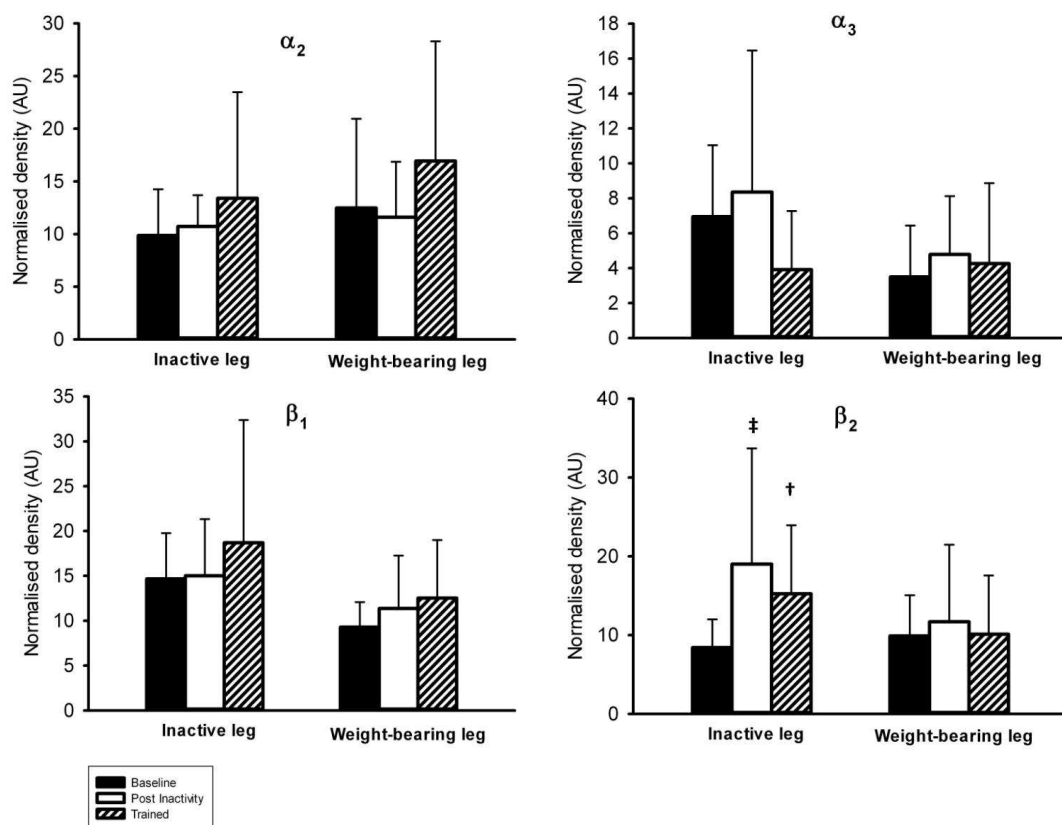 α2
Normalised density (AU)
30
25
20
15
10
5
0
Inactive leg
Weight-bearing leg
α3
Normalised density (AU)
18
16
14
12
10
8
6
4
2
0
Inactive leg
Weight-bearing leg
β1
Normalised density (AU)
35
30
25
20
15
10
5
0
Inactive leg
Weight-bearing leg
β2
Normalised density (AU)
40
30
20
10
0
‡
†
Inactive leg
Weight-bearing leg
Baseline
Post Inactivity
Trained